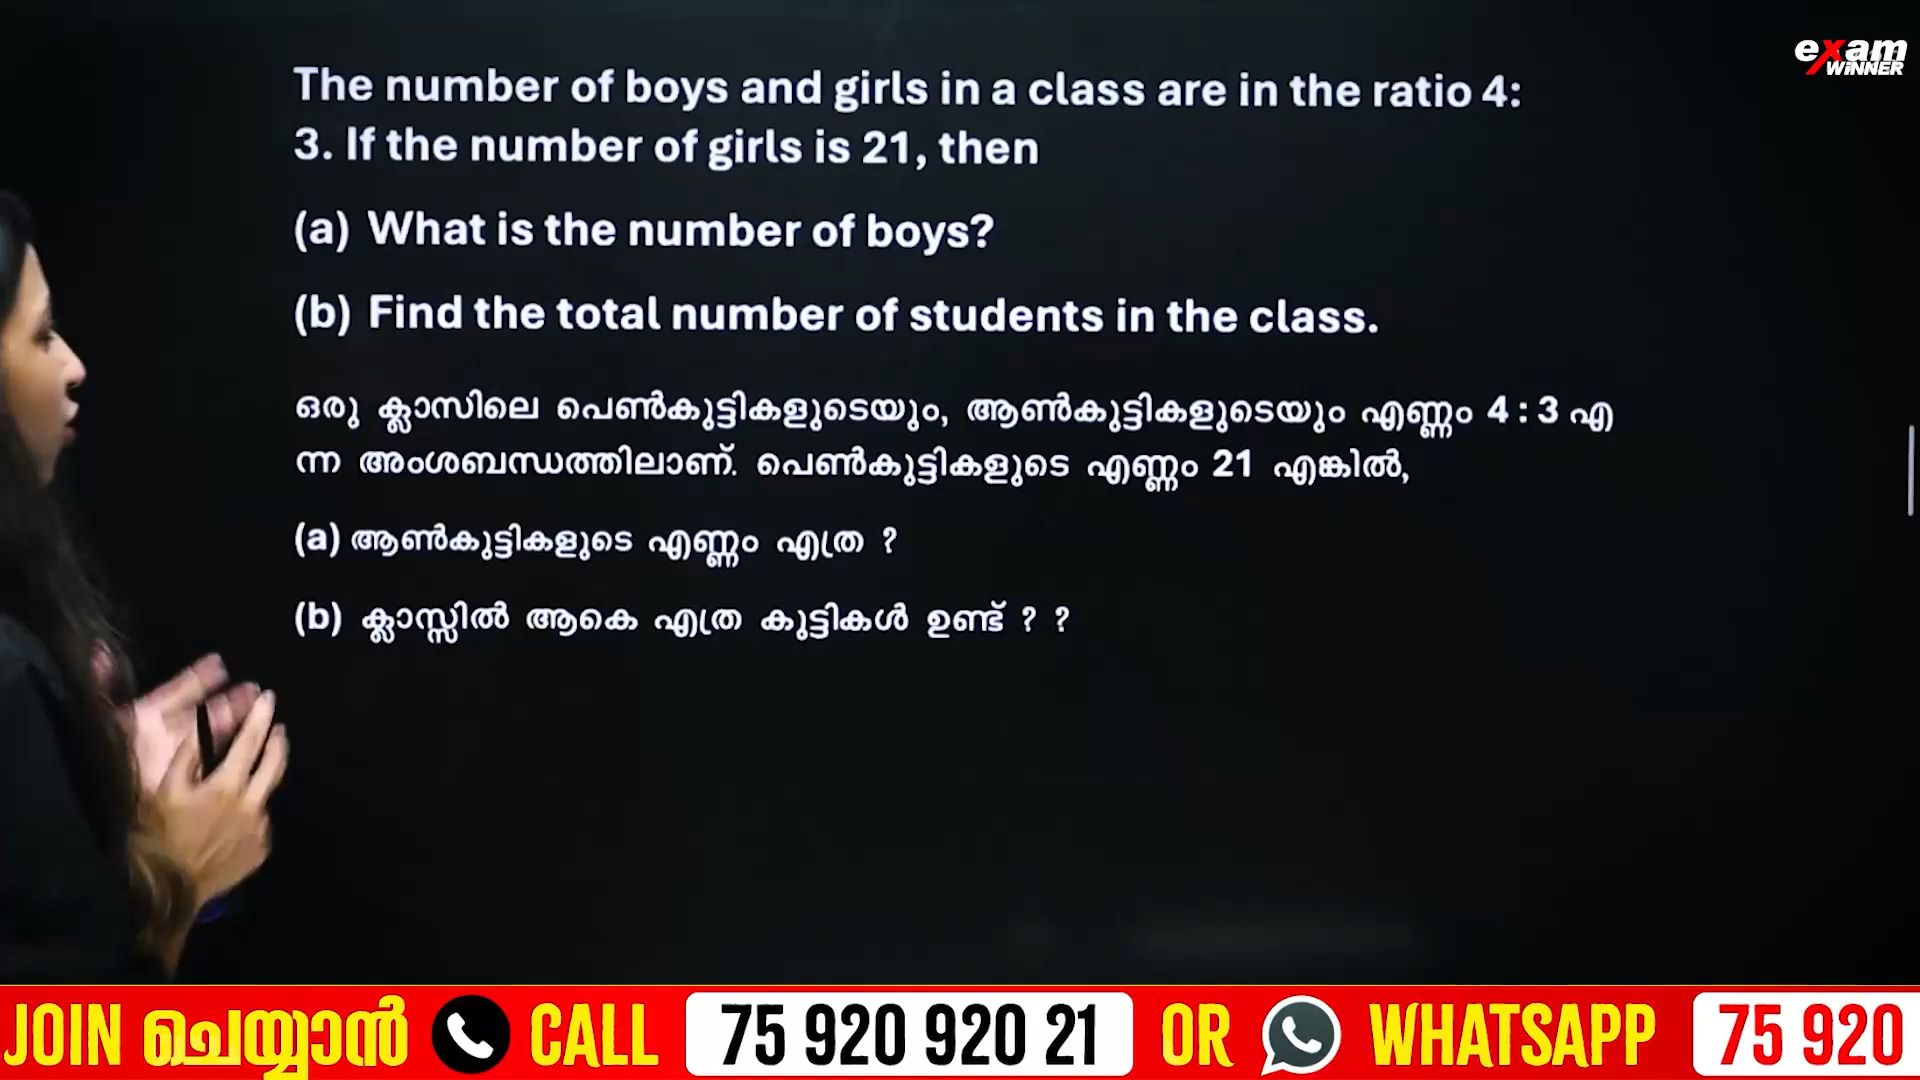 exam
WINNER
The number of boys and girls in a class are in the ratio 4:
3. If the number of girls is 21, then
(a) What is the number of boys?
(b) Find the total number of students in the class.
ഒരു ക്ലാസിലെ പെൺകുട്ടികളുടെയും, ആൺകുട്ടികളുടെയും എണ്ണം 4 : 3 എ
ന്ന അംശബന്ധത്തിലാണ്. പെൺകുട്ടികളുടെ എണ്ണം 21 എങ്കിൽ,
(a) ആൺകുട്ടികളുടെ എണ്ണം എത്ര ?
(b) ക്ലാസ്സിൽ ആകെ എത്ര കുട്ടികൾ ഉണ്ട് ? ?
JOIN ചെയ്യാൻ CALL 75 920 920 21 OR WHATSAPP 75 920